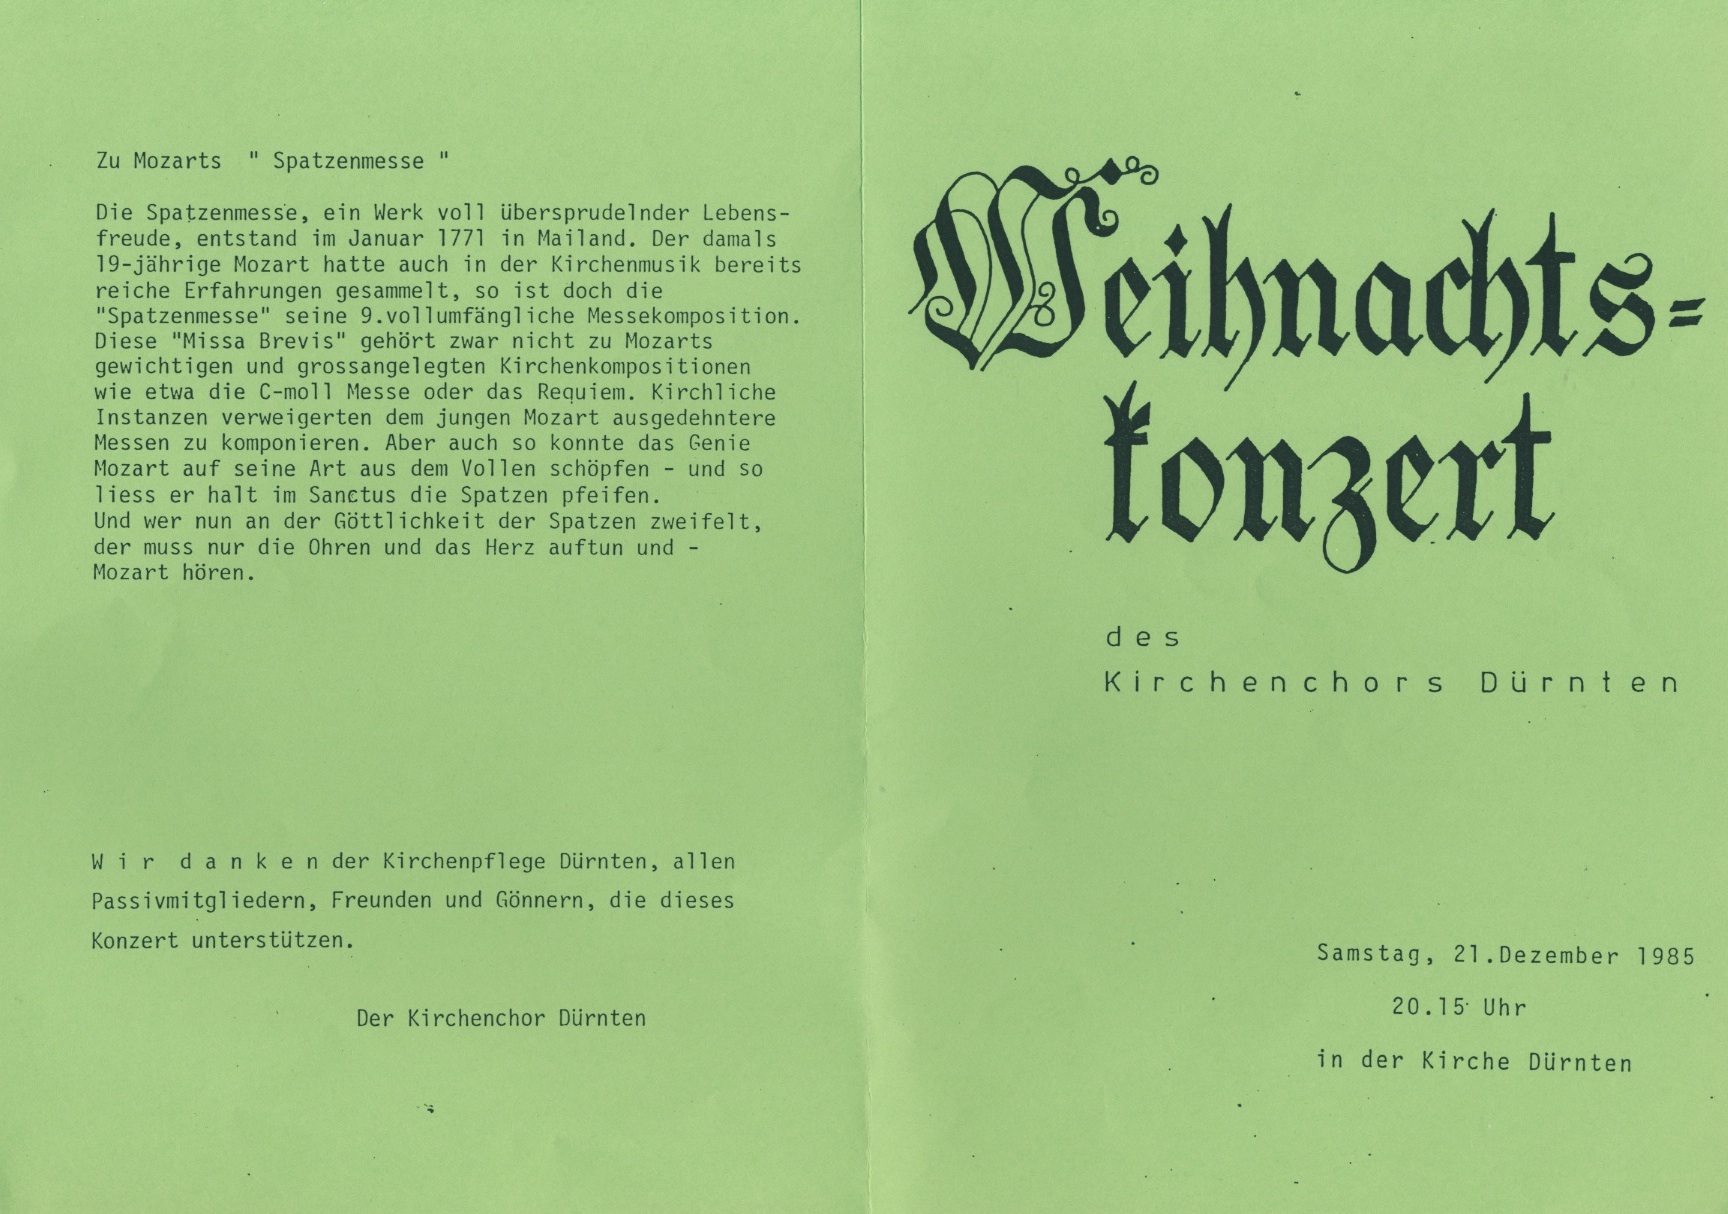 Zu Mozarts " Spatzenmesse "
Die Spatzenmesse, ein Werk voll übersprudelnder Lebens-
freude, entstand im Januar 1771 in Mailand. Der damals
19-jährige Mozart hatte auch in der Kirchenmusik bereits
reiche Erfahrungen gesammelt, so ist doch die
"Spatzenmesse" seine 9.vollumfängliche Messekomposition.
Diese "Missa Brevis" gehört zwar nicht zu Mozarts
gewichtigen und grossangelegten Kirchenkompositionen
wie etwa die C-moll Messe oder das Requiem. Kirchliche
Instanzen verweigerten dem jungen Mozart ausgedehntere
Messen zu komponieren. Aber auch so konnte das Genie
Mozart auf seine Art aus dem Vollen schöpfen - und so
liess er halt im Sanctus die Spatzen pfeifen.
Und wer nun an der Göttlichkeit der Spatzen zweifelt,
der muss nur die Ohren und das Herz auftun und -
Mozart hören.
W i r  d a n k e n der Kirchenpflege Dürnten, allen
Passivmitgliedern, Freunden und Gönnern, die dieses
Konzert unterstützen.
Der Kirchenchor Dürnten
Weihnachts=
konzert
des
Kirchenchors Dürnten
Samstag, 21.Dezember 1985
20.15 Uhr
in der Kirche Dürnten